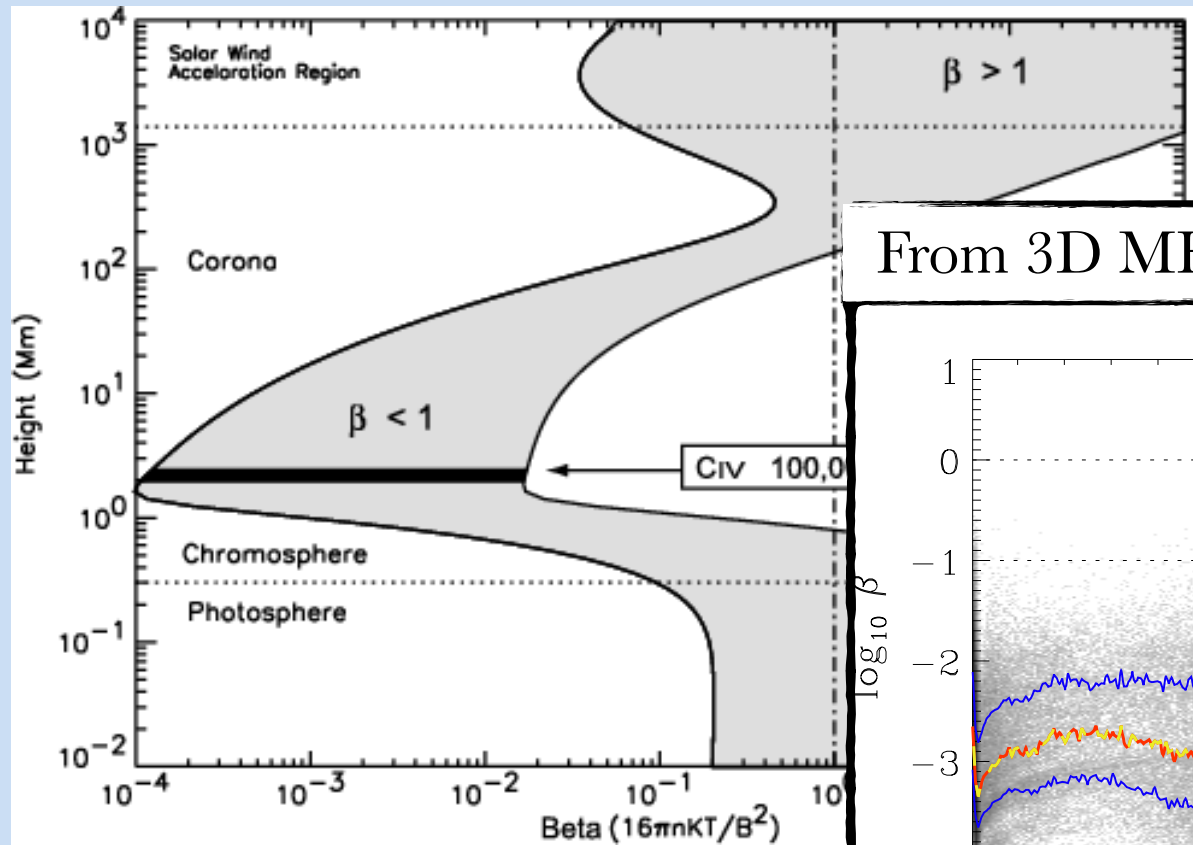 10⁴
Solar Wind
Acceloration Region
β > 1
10³
From 3D
10²
Corona
Height (Mm)
10¹
β < 1
CIV 100,0
10⁰
Chromosphere
Photosphere
10⁻¹
10⁻²
10⁻⁴ 10⁻³ 10⁻² 10⁻¹ 10
Beta (16πnKT/B²)
1
0
−1
log₁₀ β
−2
−3